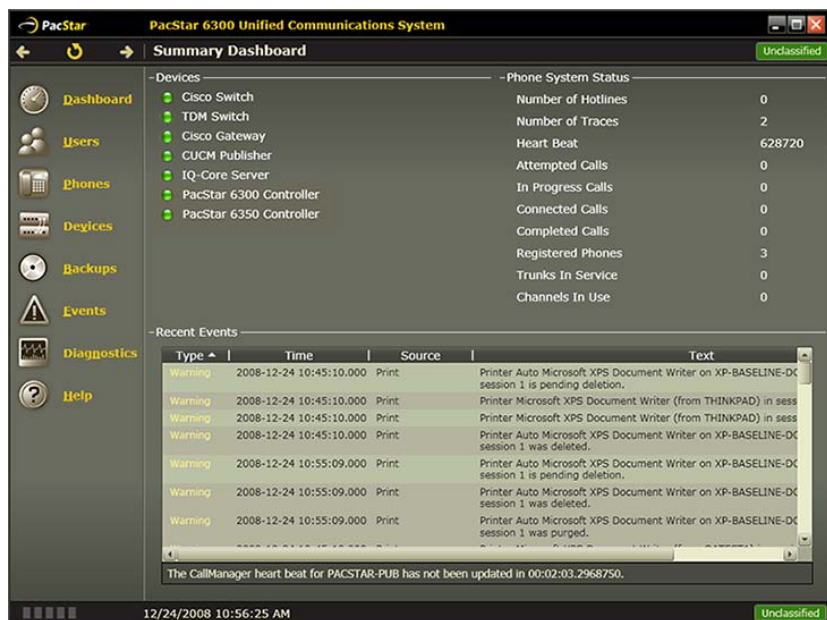 PacStar
PacStar 6300 Unified Communications System
Summary Dashboard
Unclassified
Dashboard
Users
Phones
Devices
Backups
Events
Diagnostics
Help
Devices
Cisco Switch
TDM Switch
Cisco Gateway
CUCM Publisher
IQ-Core Server
PacStar 6300 Controller
PacStar 6350 Controller
Phone System Status
Number of Hotlines 0
Number of Traces 2
Heart Beat 628720
Attempted Calls 0
In Progress Calls 0
Connected Calls 0
Completed Calls 0
Registered Phones 3
Trunks In Service 0
Channels In Use 0
Recent Events
Type Time Source Text
Warning 2008-12-24 10:45:10.000 Print Printer Auto Microsoft XPS Document Writer on XP-BASELINE-DC
session 1 is pending deletion.
Warning 2008-12-24 10:45:10.000 Print Printer Microsoft XPS Document Writer (from THINKPAD) in sess
Warning 2008-12-24 10:45:10.000 Print Printer Microsoft XPS Document Writer (from THINKPAD) in sess
Warning 2008-12-24 10:45:10.000 Print Printer Auto Microsoft XPS Document Writer on XP-BASELINE-DC
session 1 was deleted.
Warning 2008-12-24 10:55:09.000 Print Printer Auto Microsoft XPS Document Writer on XP-BASELINE-DC
session 1 is pending deletion.
Warning 2008-12-24 10:55:09.000 Print Printer Auto Microsoft XPS Document Writer on XP-BASELINE-DC
session 1 was deleted.
Warning 2008-12-24 10:55:09.000 Print Printer Auto Microsoft XPS Document Writer on XP-BASELINE-DC
session 1 was purged.
The CallManager heart beat for PACSTAR-PUB has not been updated in 00:02:03.2968750.
12/24/2008 10:56:25 AM
Unclassified